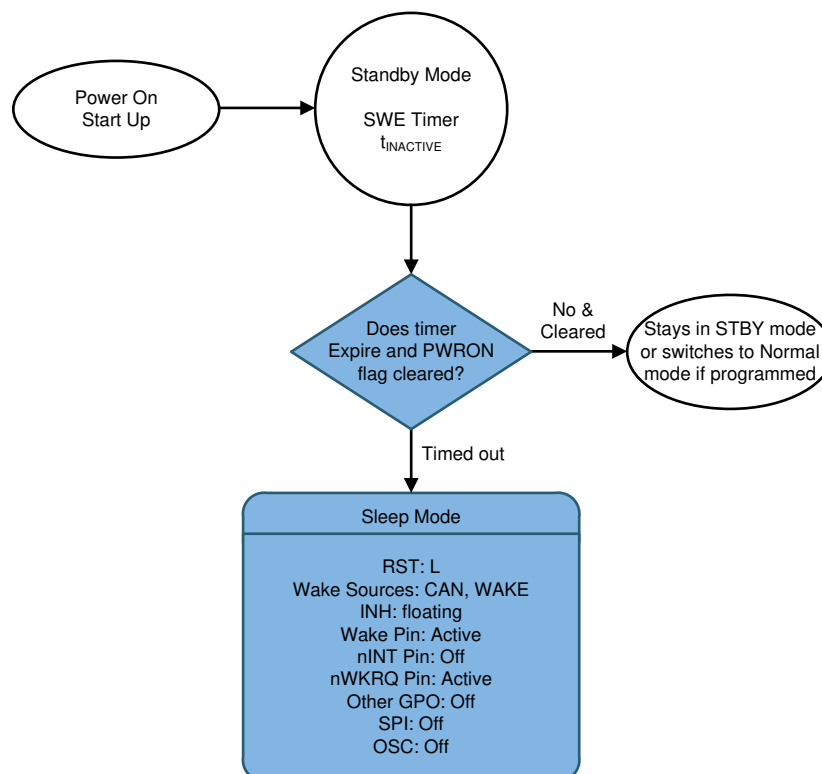 Power On
Start Up
Standby Mode
SWE Timer
tINACTIVE
Does timer
Expire and PWRON
flag cleared?
No &
Cleared
Stays in STBY mode
or switches to Normal
mode if programmed
Timed out
Sleep Mode
RST: L
Wake Sources: CAN, WAKE
INH: floating
Wake Pin: Active
nINT Pin: Off
nWKRQ Pin: Active
Other GPO: Off
SPI: Off
OSC: Off